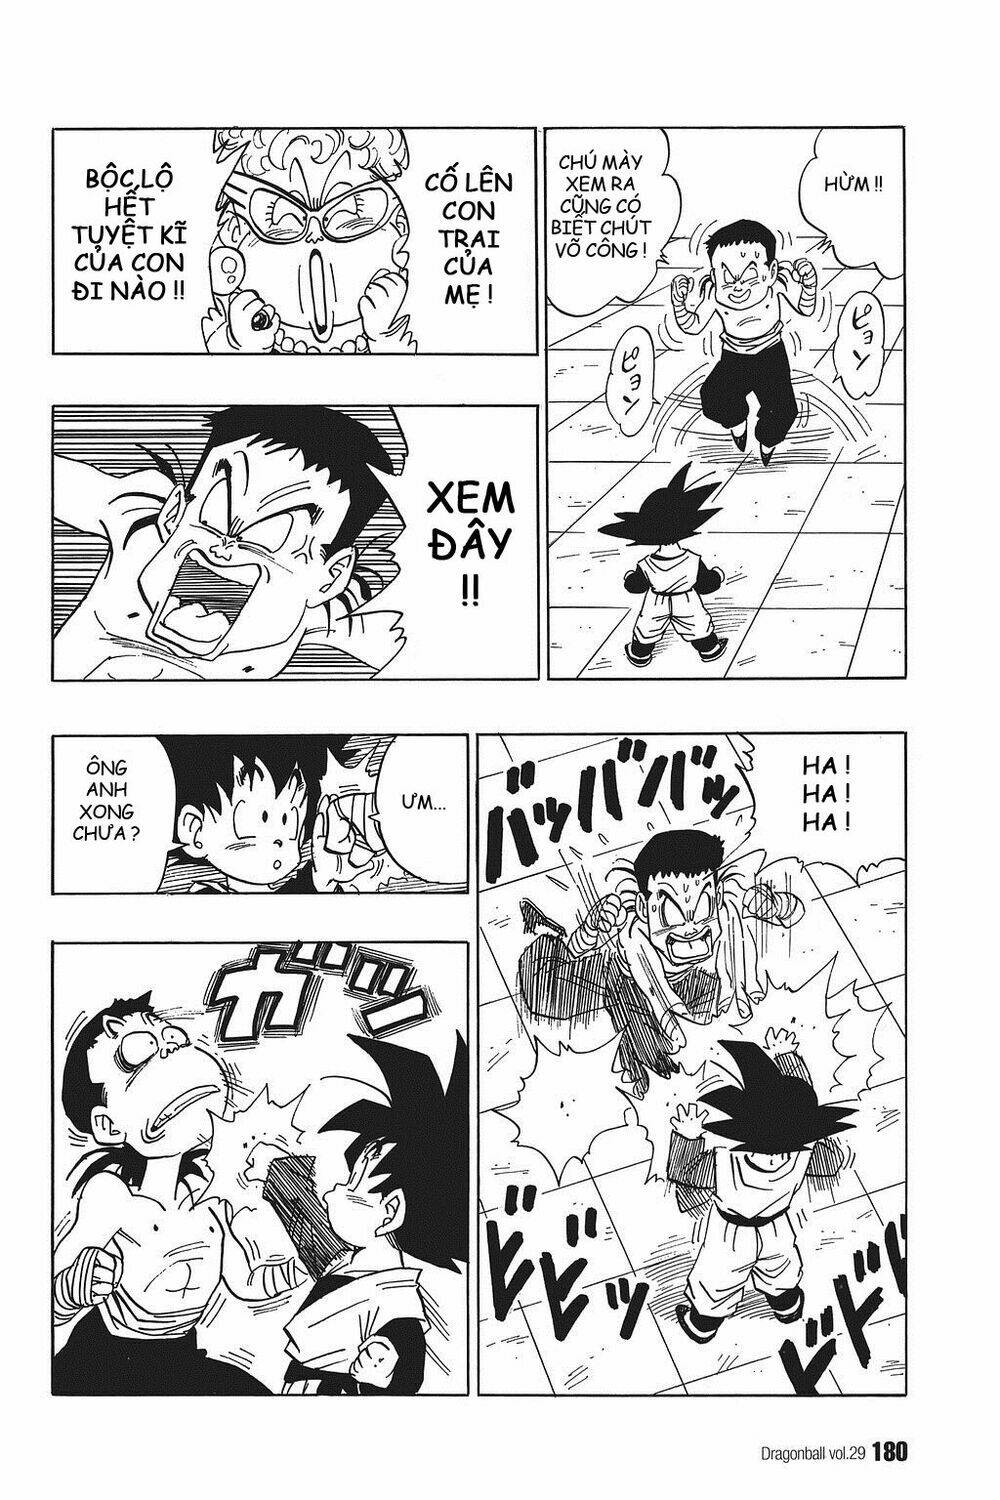 HỪM !!
CHÚ MÀY
XEM RA
CŨNG CÓ
BIẾT CHÚT
VÕ CÔNG !
ピョン
ピョン
CỐ LÊN
CON
TRAI
CỦA
MẸ !
BỘC LỘ
HẾT
TUYỆT KĨ
CỦA CON
ĐI NÀO !!
XEM
ĐÂY
!!
HA !
HA !
HA !
バッババッ
ビビビッ
ドドド
ƯM...
ÔNG
ANH
XONG
CHƯA ?
ガッ
Dragonball vol.29 180